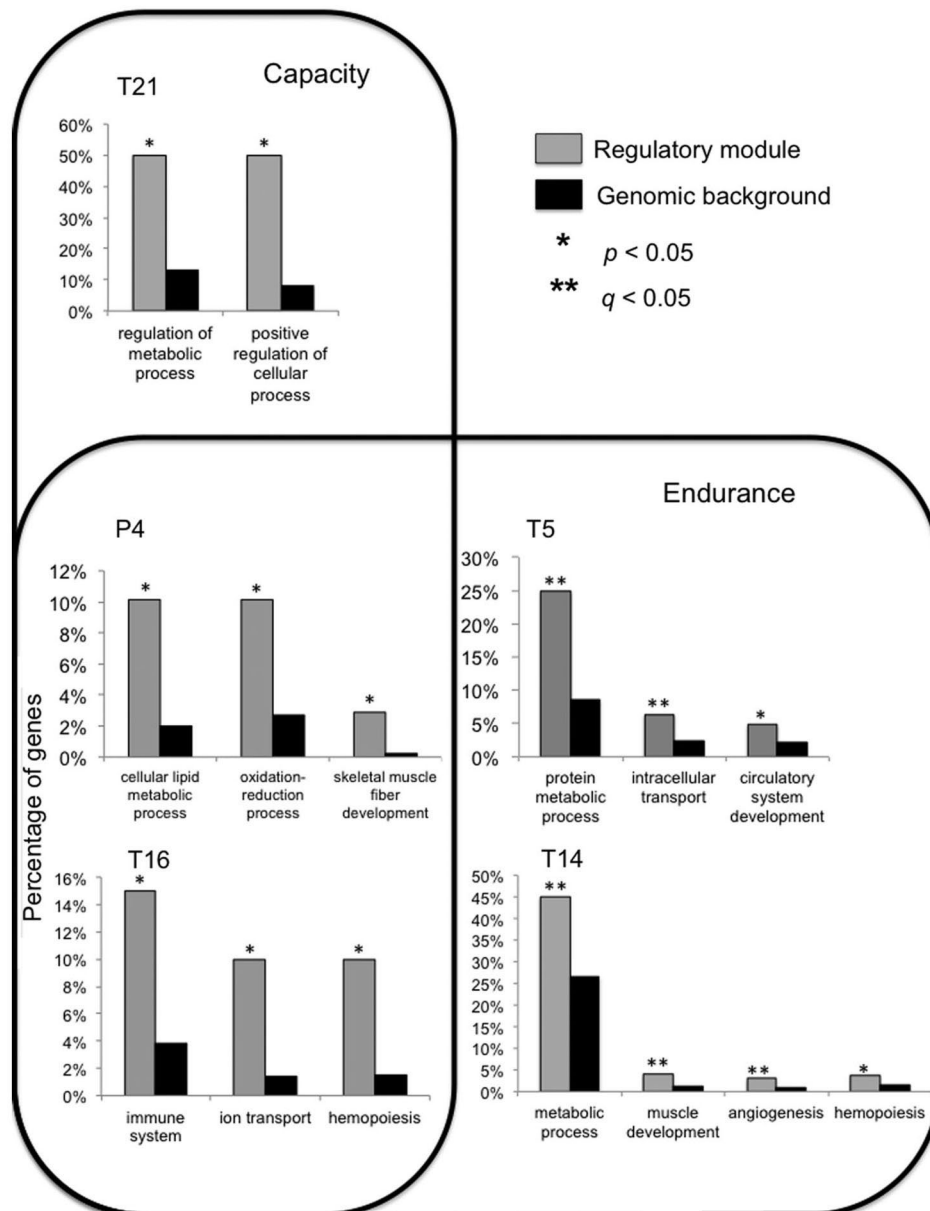 Capacity
T21
60%
50%
40%
30%
20%
10%
0%
*
*
regulation of
metabolic
process
positive
regulation of
cellular
process
Regulatory module
Genomic background
* p < 0.05
** q < 0.05
Percentage of genes
P4
12%
10%
8%
6%
4%
2%
0%
*
*
*
cellular lipid
metabolic
process
oxidation-
reduction
process
skeletal muscle
fiber
development
Endurance
T5
30%
25%
20%
15%
10%
5%
0%
**
**
*
protein
metabolic
process
intracellular
transport
circulatory
system
development
T16
16%
14%
12%
10%
8%
6%
4%
2%
0%
*
*
*
immune
system
ion transport
hemopoiesis
T14
50%
45%
40%
35%
30%
25%
20%
15%
10%
5%
0%
**
**
**
*
metabolic
process
muscle
development
angiogenesis
hemopoiesis